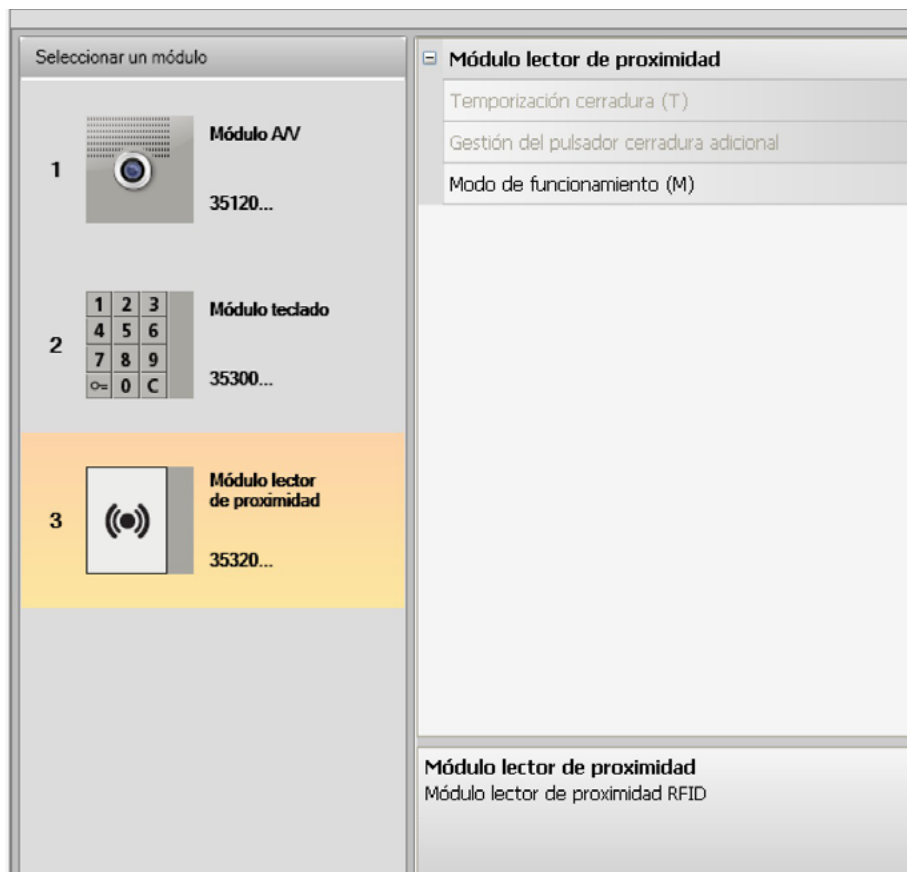 Seleccionar un módulo
1
Módulo A/V
35120...
2
1 2 3
4 5 6
7 8 9
0 C
Módulo teclado
35300...
3
Módulo lector
de proximidad
35320...
Módulo lector de proximidad
Temporización cerradura (T)
Gestión del pulsador cerradura adicional
Modo de funcionamiento (M)
Módulo lector de proximidad
Módulo lector de proximidad RFID